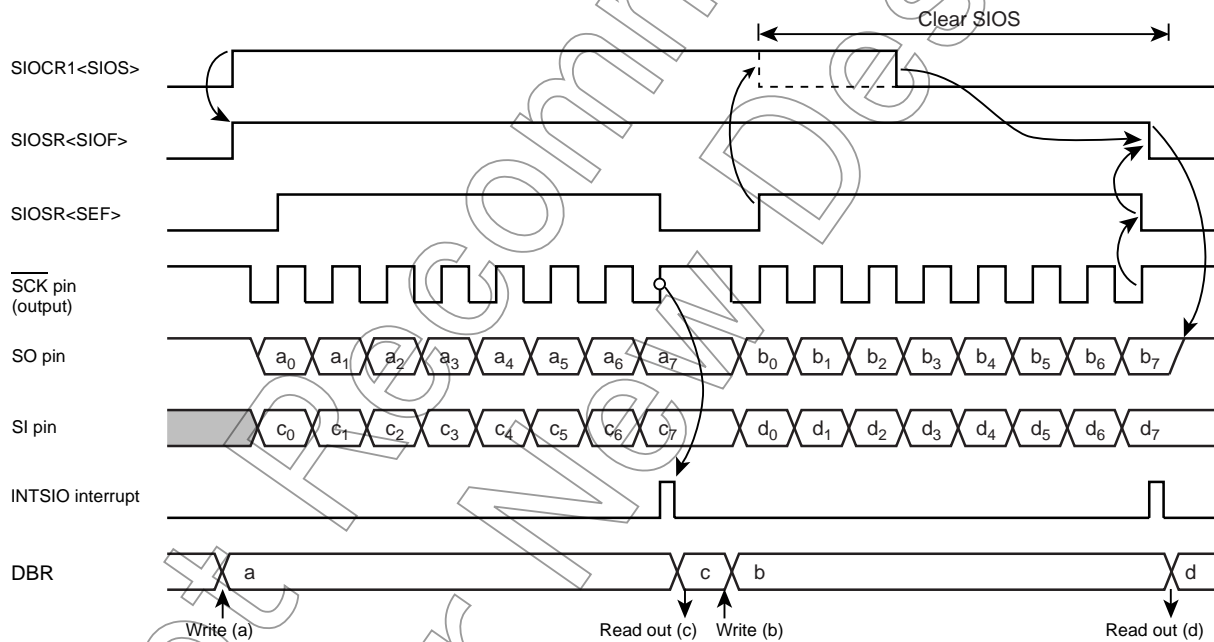 Clear SIOS
SIOCR1<SIOS>
SIOSR<SIOF>
SIOSR<SEF>
SCK pin
(output)
SO pin
a0 a1 a2 a3 a4 a5 a6 a7 b0 b1 b2 b3 b4 b5 b6 b7
SI pin
c0 c1 c2 c3 c4 c5 c6 c7 d0 d1 d2 d3 d4 d5 d6 d7
INTSIO interrupt
DBR
a c b d
Write (a) Read out (c) Write (b) Read out (d)